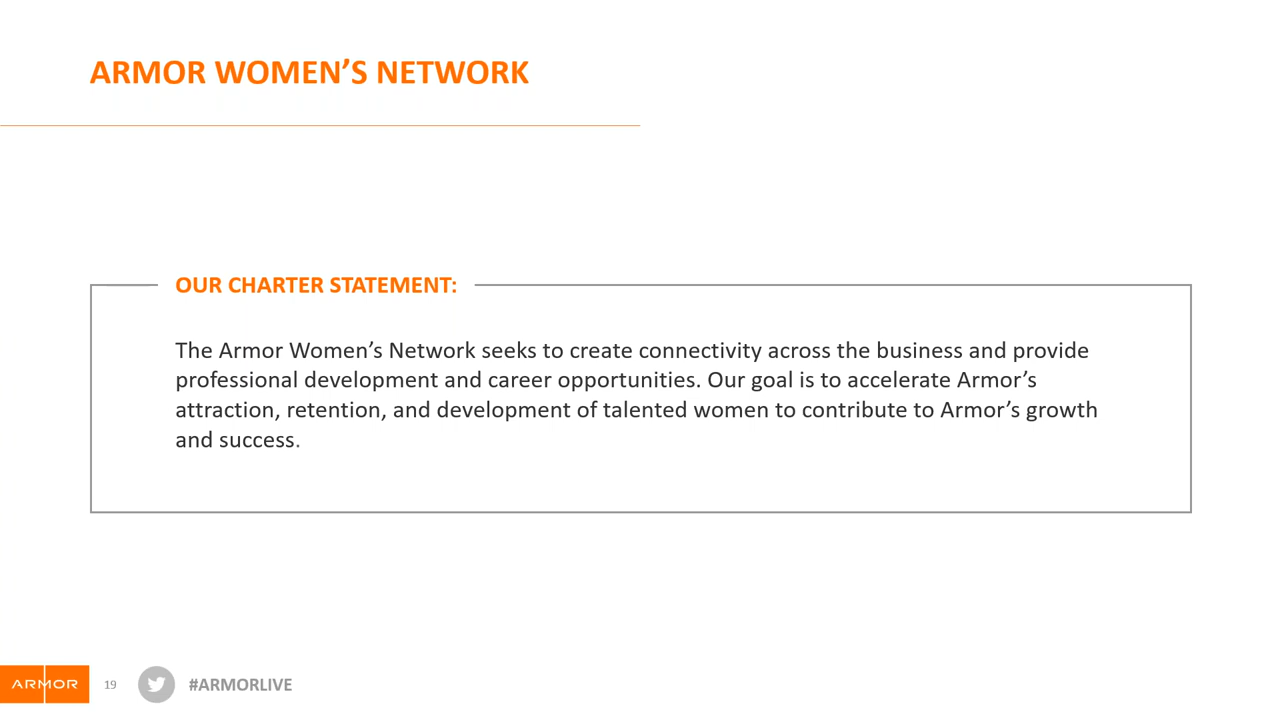 ARMOR WOMEN’S NETWORK
OUR CHARTER STATEMENT:
The Armor Women’s Network seeks to create connectivity across the business and provide
professional development and career opportunities. Our goal is to accelerate Armor’s
attraction, retention, and development of talented women to contribute to Armor’s growth
and success.
ARMOR 19 #ARMORLIVE